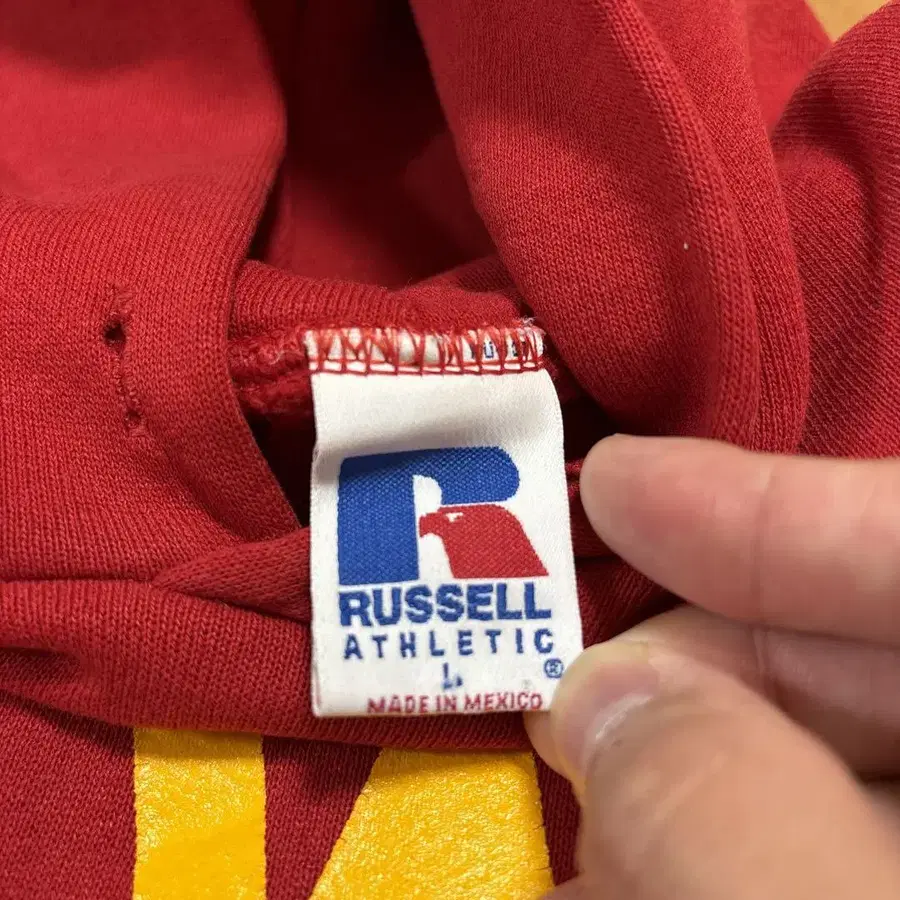 RUSSELL
ATHLETIC
L ®
MADE IN MEXICO